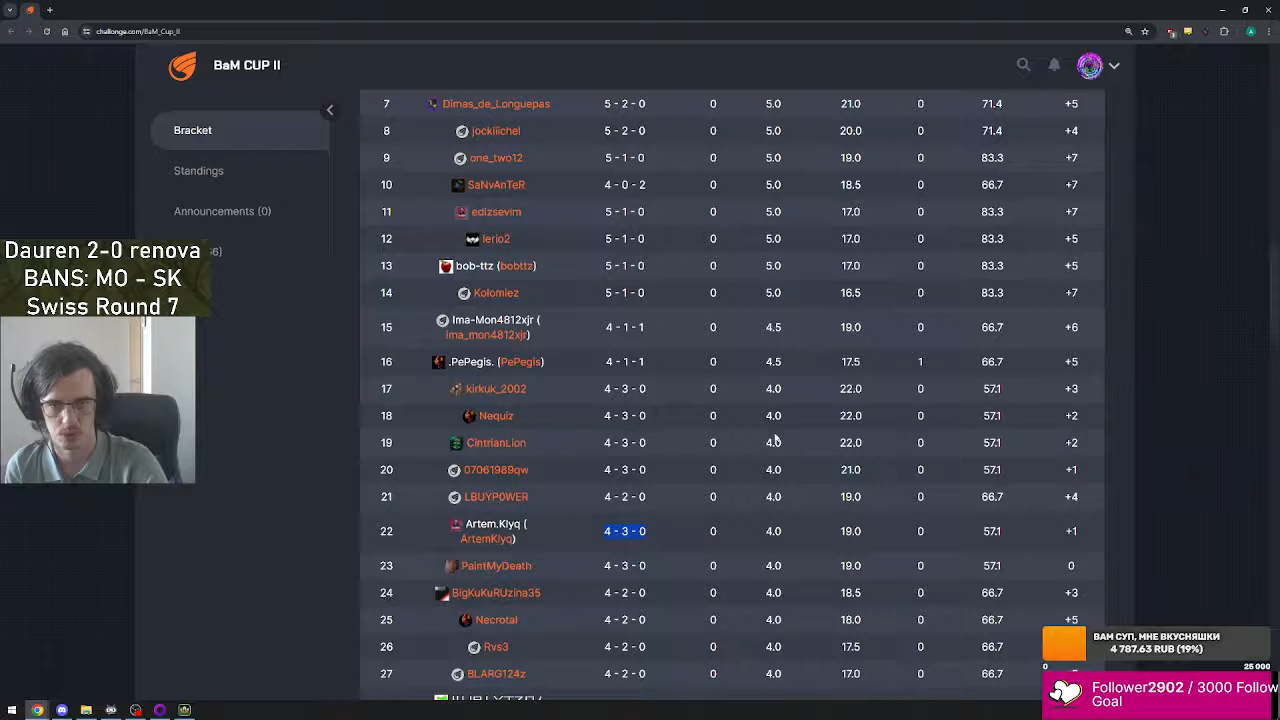 challonge.com/BaM_Cup_II
BaM CUP II
Bracket
Standings
Announcements (0)
Dauren 2-0 renova
BANS: MO - SK
Swiss Round 7
7 Dimas_de_Longuepas 5 - 2 - 0 0 5.0 21.0 0 71.4 +5
8 jockliichel 5 - 2 - 0 0 5.0 20.0 0 71.4 +4
9 one_two12 5 - 1 - 0 0 5.0 19.0 0 83.3 +7
10 SaNvAnTeR 4 - 0 - 2 0 5.0 18.5 0 66.7 +7
11 edizsevim 5 - 1 - 0 0 5.0 17.0 0 83.3 +7
12 lerio2 5 - 1 - 0 0 5.0 17.0 0 83.3 +5
13 bob-ttz (bobttz) 5 - 1 - 0 0 5.0 17.0 0 83.3 +5
14 Kolomiez 5 - 1 - 0 0 5.0 16.5 0 83.3 +7
15 Ima-Mon4812xjr (
ima_mon4812xjr) 4 - 1 - 1 0 4.5 19.0 0 66.7 +6
16 .PePegis. (PePegis) 4 - 1 - 1 0 4.5 17.5 1 66.7 +5
17 kirkuk_2002 4 - 3 - 0 0 4.0 22.0 0 57.1 +3
18 Nequiz 4 - 3 - 0 0 4.0 22.0 0 57.1 +2
19 CintrianLion 4 - 3 - 0 0 4.0 22.0 0 57.1 +2
20 07061989qw 4 - 3 - 0 0 4.0 21.0 0 57.1 +1
21 LBUYP0WER 4 - 2 - 0 0 4.0 19.0 0 66.7 +4
22 Artem.Klyq (
ArtemKlyq) 4 - 3 - 0 0 4.0 19.0 0 57.1 +1
23 PaintMyDeath 4 - 3 - 0 0 4.0 19.0 0 57.1 0
24 BigKuKuRUzina35 4 - 2 - 0 0 4.0 18.5 0 66.7 +3
25 Necrotal 4 - 2 - 0 0 4.0 18.0 0 66.7 +5
26 Rvs3 4 - 2 - 0 0 4.0 17.5 0 66.7
27 BLARG124z 4 - 2 - 0 0 4.0 17.0 0 66.7
ВАМ СУП, МНЕ ВКУСНЯШКИ
4 787.63 RUB (19%)
0 25 000
Follower2902 / 3000 Follow
Goal